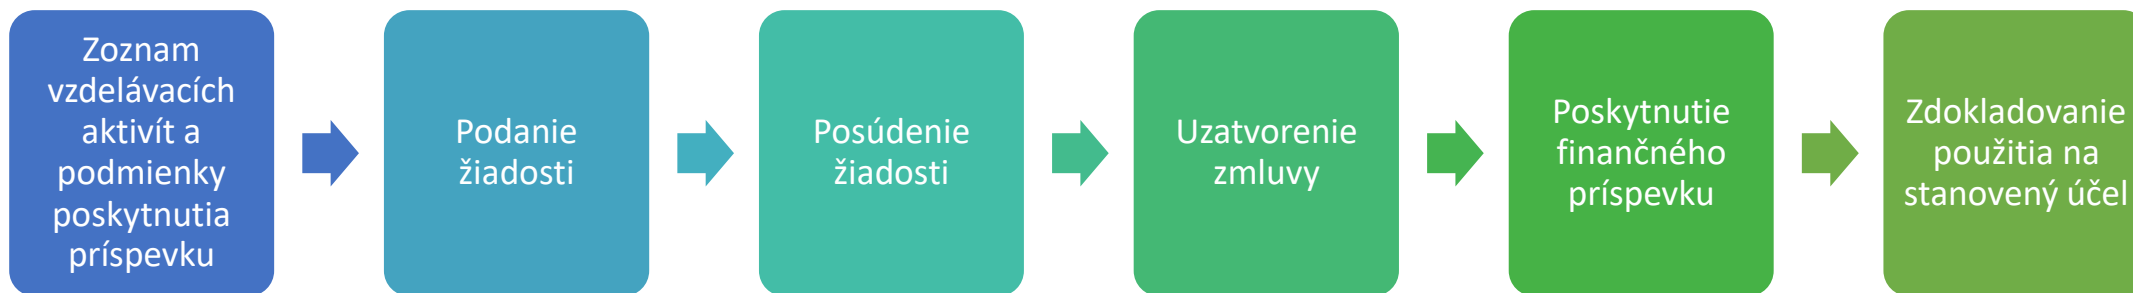 Zoznam
vzdelávacích
aktivít a
podmienky
poskytnutia
príspevku
Podanie
žiadosti
Posúdenie
žiadosti
Uzatvorenie
zmluvy
Poskytnutie
finančného
príspevku
Zdokladovanie
použitia na
stanovený účel